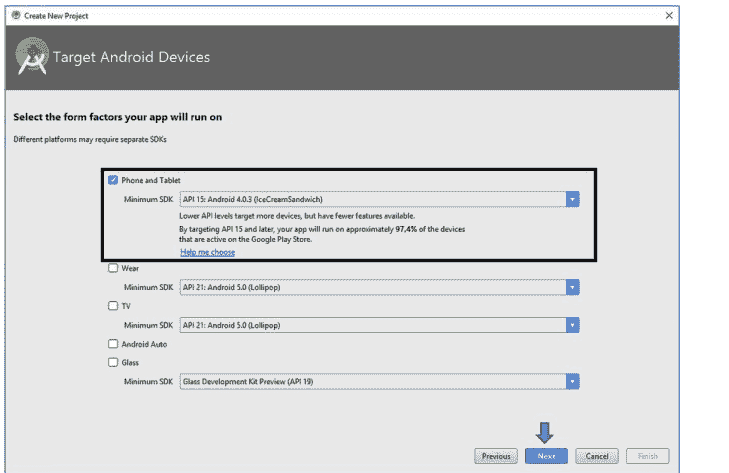 Create New Project
Target Android Devices
Select the form factors your app will run on
Different platforms may require separate SDKs
Phone and Tablet
Minimum SDK API 15: Android 4.0.3 (IceCreamSandwich)
Lower API levels target more devices, but have fewer features available.
By targeting API 15 and later, your app will run on approximately 97,4% of the devices
that are active on the Google Play Store.
Help me choose
Wear
Minimum SDK API 21: Android 5.0 (Lollipop)
TV
Minimum SDK API 21: Android 5.0 (Lollipop)
Android Auto
Glass
Minimum SDK Glass Development Kit Preview (API 19)
Previous Next Cancel Finish